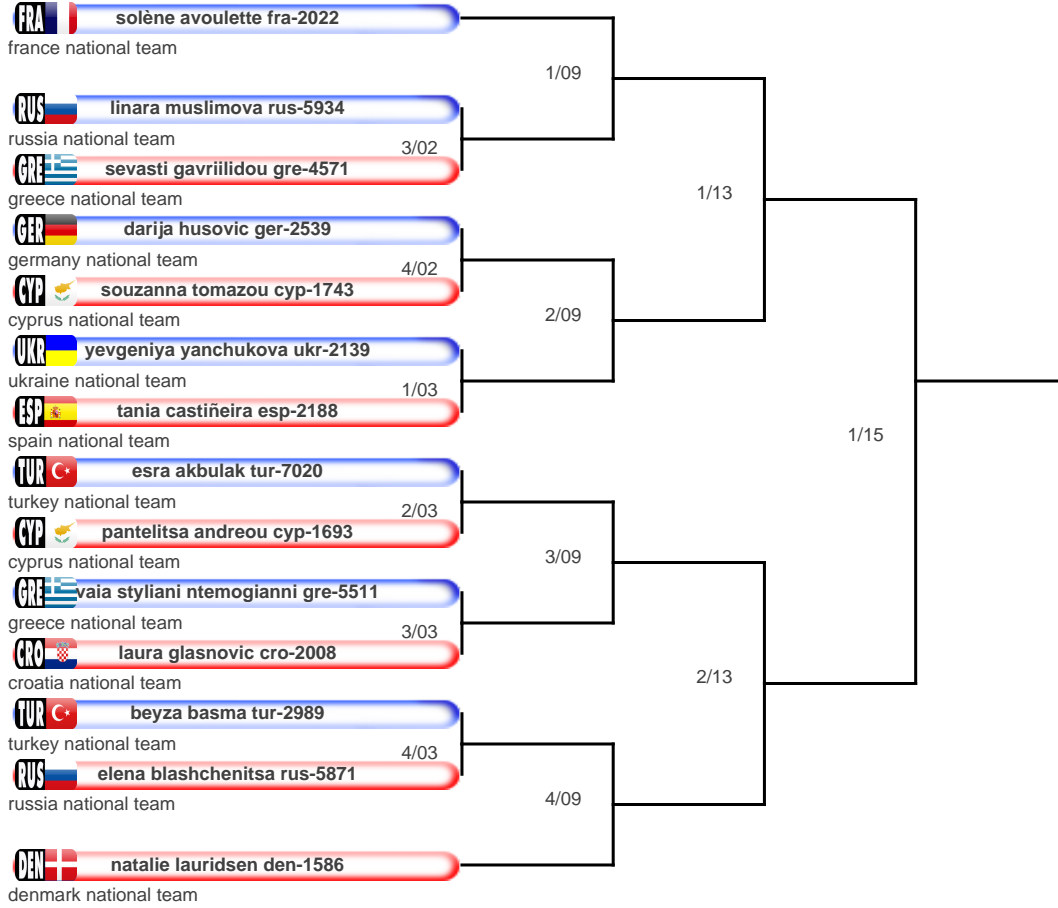 FRA solène avoulette fra-2022
france national team
1/09
RUS linara muslimova rus-5934
russia national team
3/02
GRE sevasti gavriilidou gre-4571
greece national team
1/13
GER darija husovic ger-2539
germany national team
4/02
CYP souzanna tomazou cyp-1743
cyprus national team
2/09
UKR yevgeniya yanchukova ukr-2139
ukraine national team
1/03
ESP tania castiñeira esp-2188
spain national team
1/15
TUR esra akbulak tur-7020
turkey national team
2/03
CYP pantelitsa andreou cyp-1693
cyprus national team
3/09
GRE vaia styliani ntemogianni gre-5511
greece national team
3/03
CRO laura glasnovic cro-2008
croatia national team
2/13
TUR beyza basma tur-2989
turkey national team
4/03
RUS elena blashchenitsa rus-5871
russia national team
4/09
DEN natalie lauridsen den-1586
denmark national team